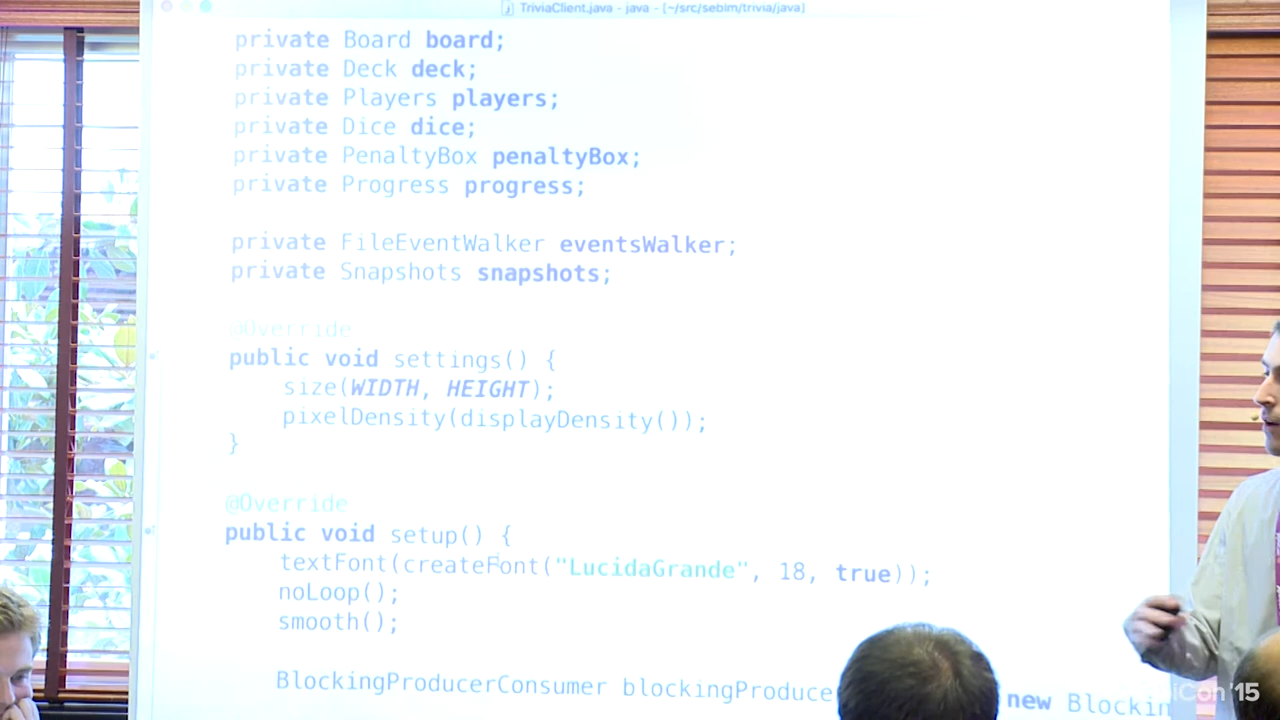 TriviaClient.java - java - [~/src/seblm/trivia/java]
private Board board;
private Deck deck;
private Players players;
private Dice dice;
private PenaltyBox penaltyBox;
private Progress progress;
private FileEventWalker eventsWalker;
private Snapshots snapshots;
@Override
public void settings() {
size(WIDTH, HEIGHT);
pixelDensity(displayDensity());
}
@Override
public void setup() {
textFont(createFont("LucidaGrande", 18, true));
noLoop();
smooth();
BlockingProducerConsumer blockingProduce new Blockin
iCon'15